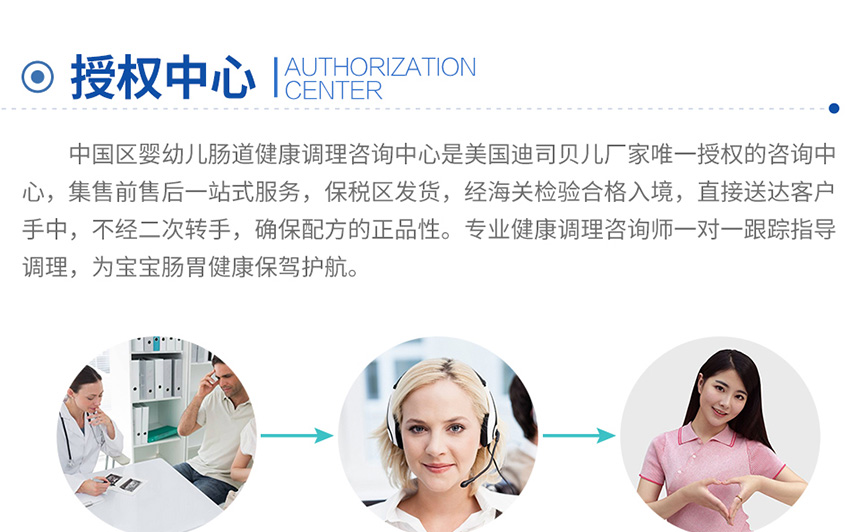 授权中心
AUTHORIZATION
CENTER
中国区婴幼儿肠道健康调理咨询中心是美国迪司贝儿厂家唯一授权的咨询中
心，集售前售后一站式服务，保税区发货，经海关检验合格入境，直接送达客户
手中，不经二次转手，确保配方的正品性。专业健康调理咨询师一对一跟踪指导
调理，为宝宝肠胃健康保驾护航。